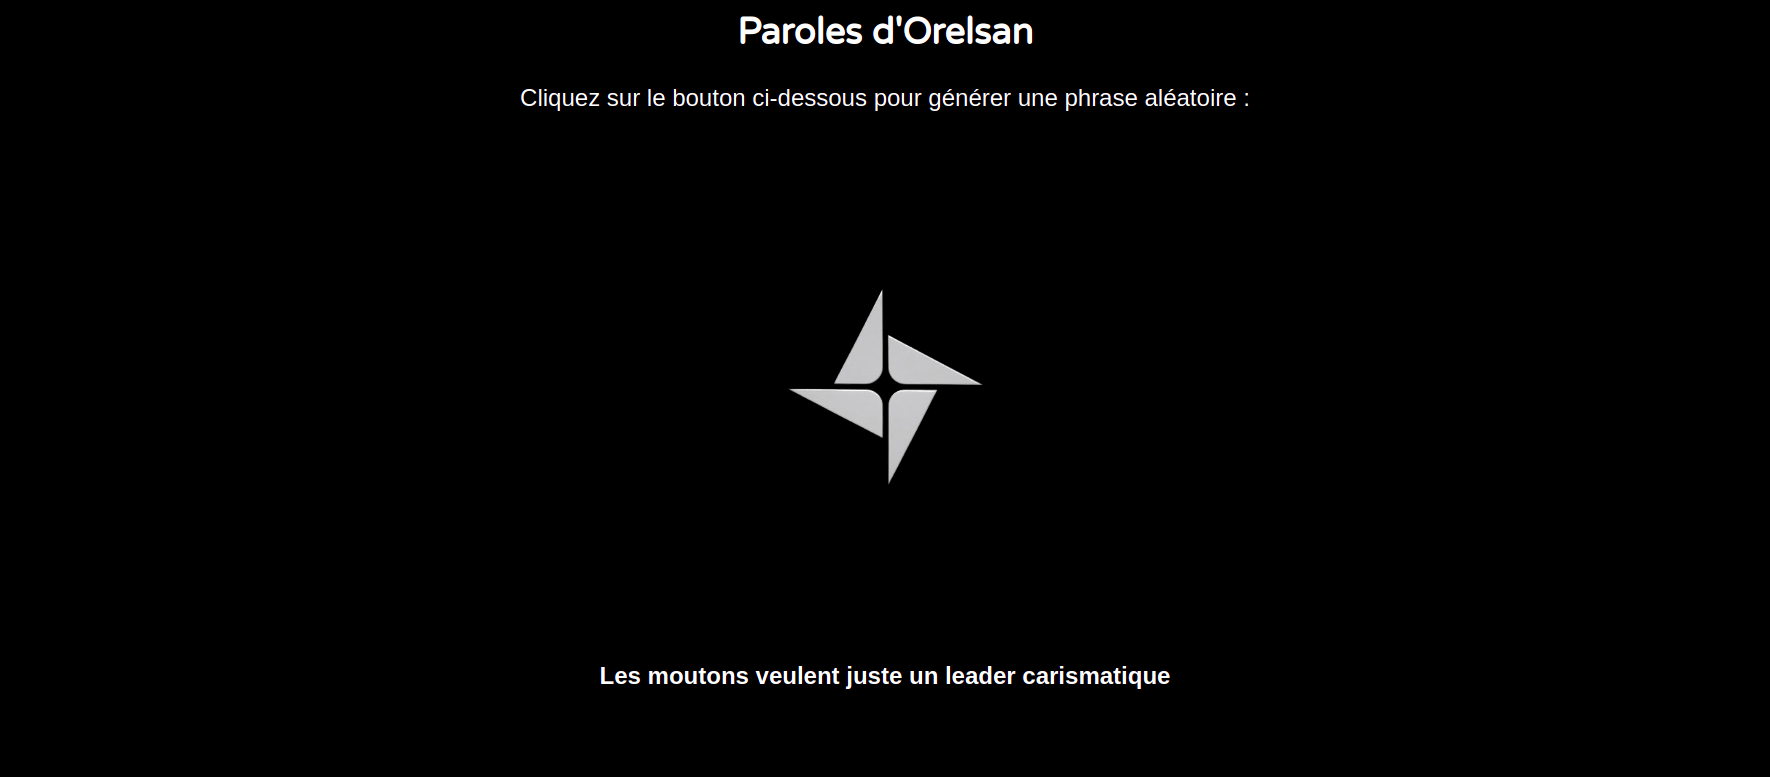 Paroles d'Orelsan
Cliquez sur le bouton ci-dessous pour générer une phrase aléatoire :
Les moutons veulent juste un leader carismatique